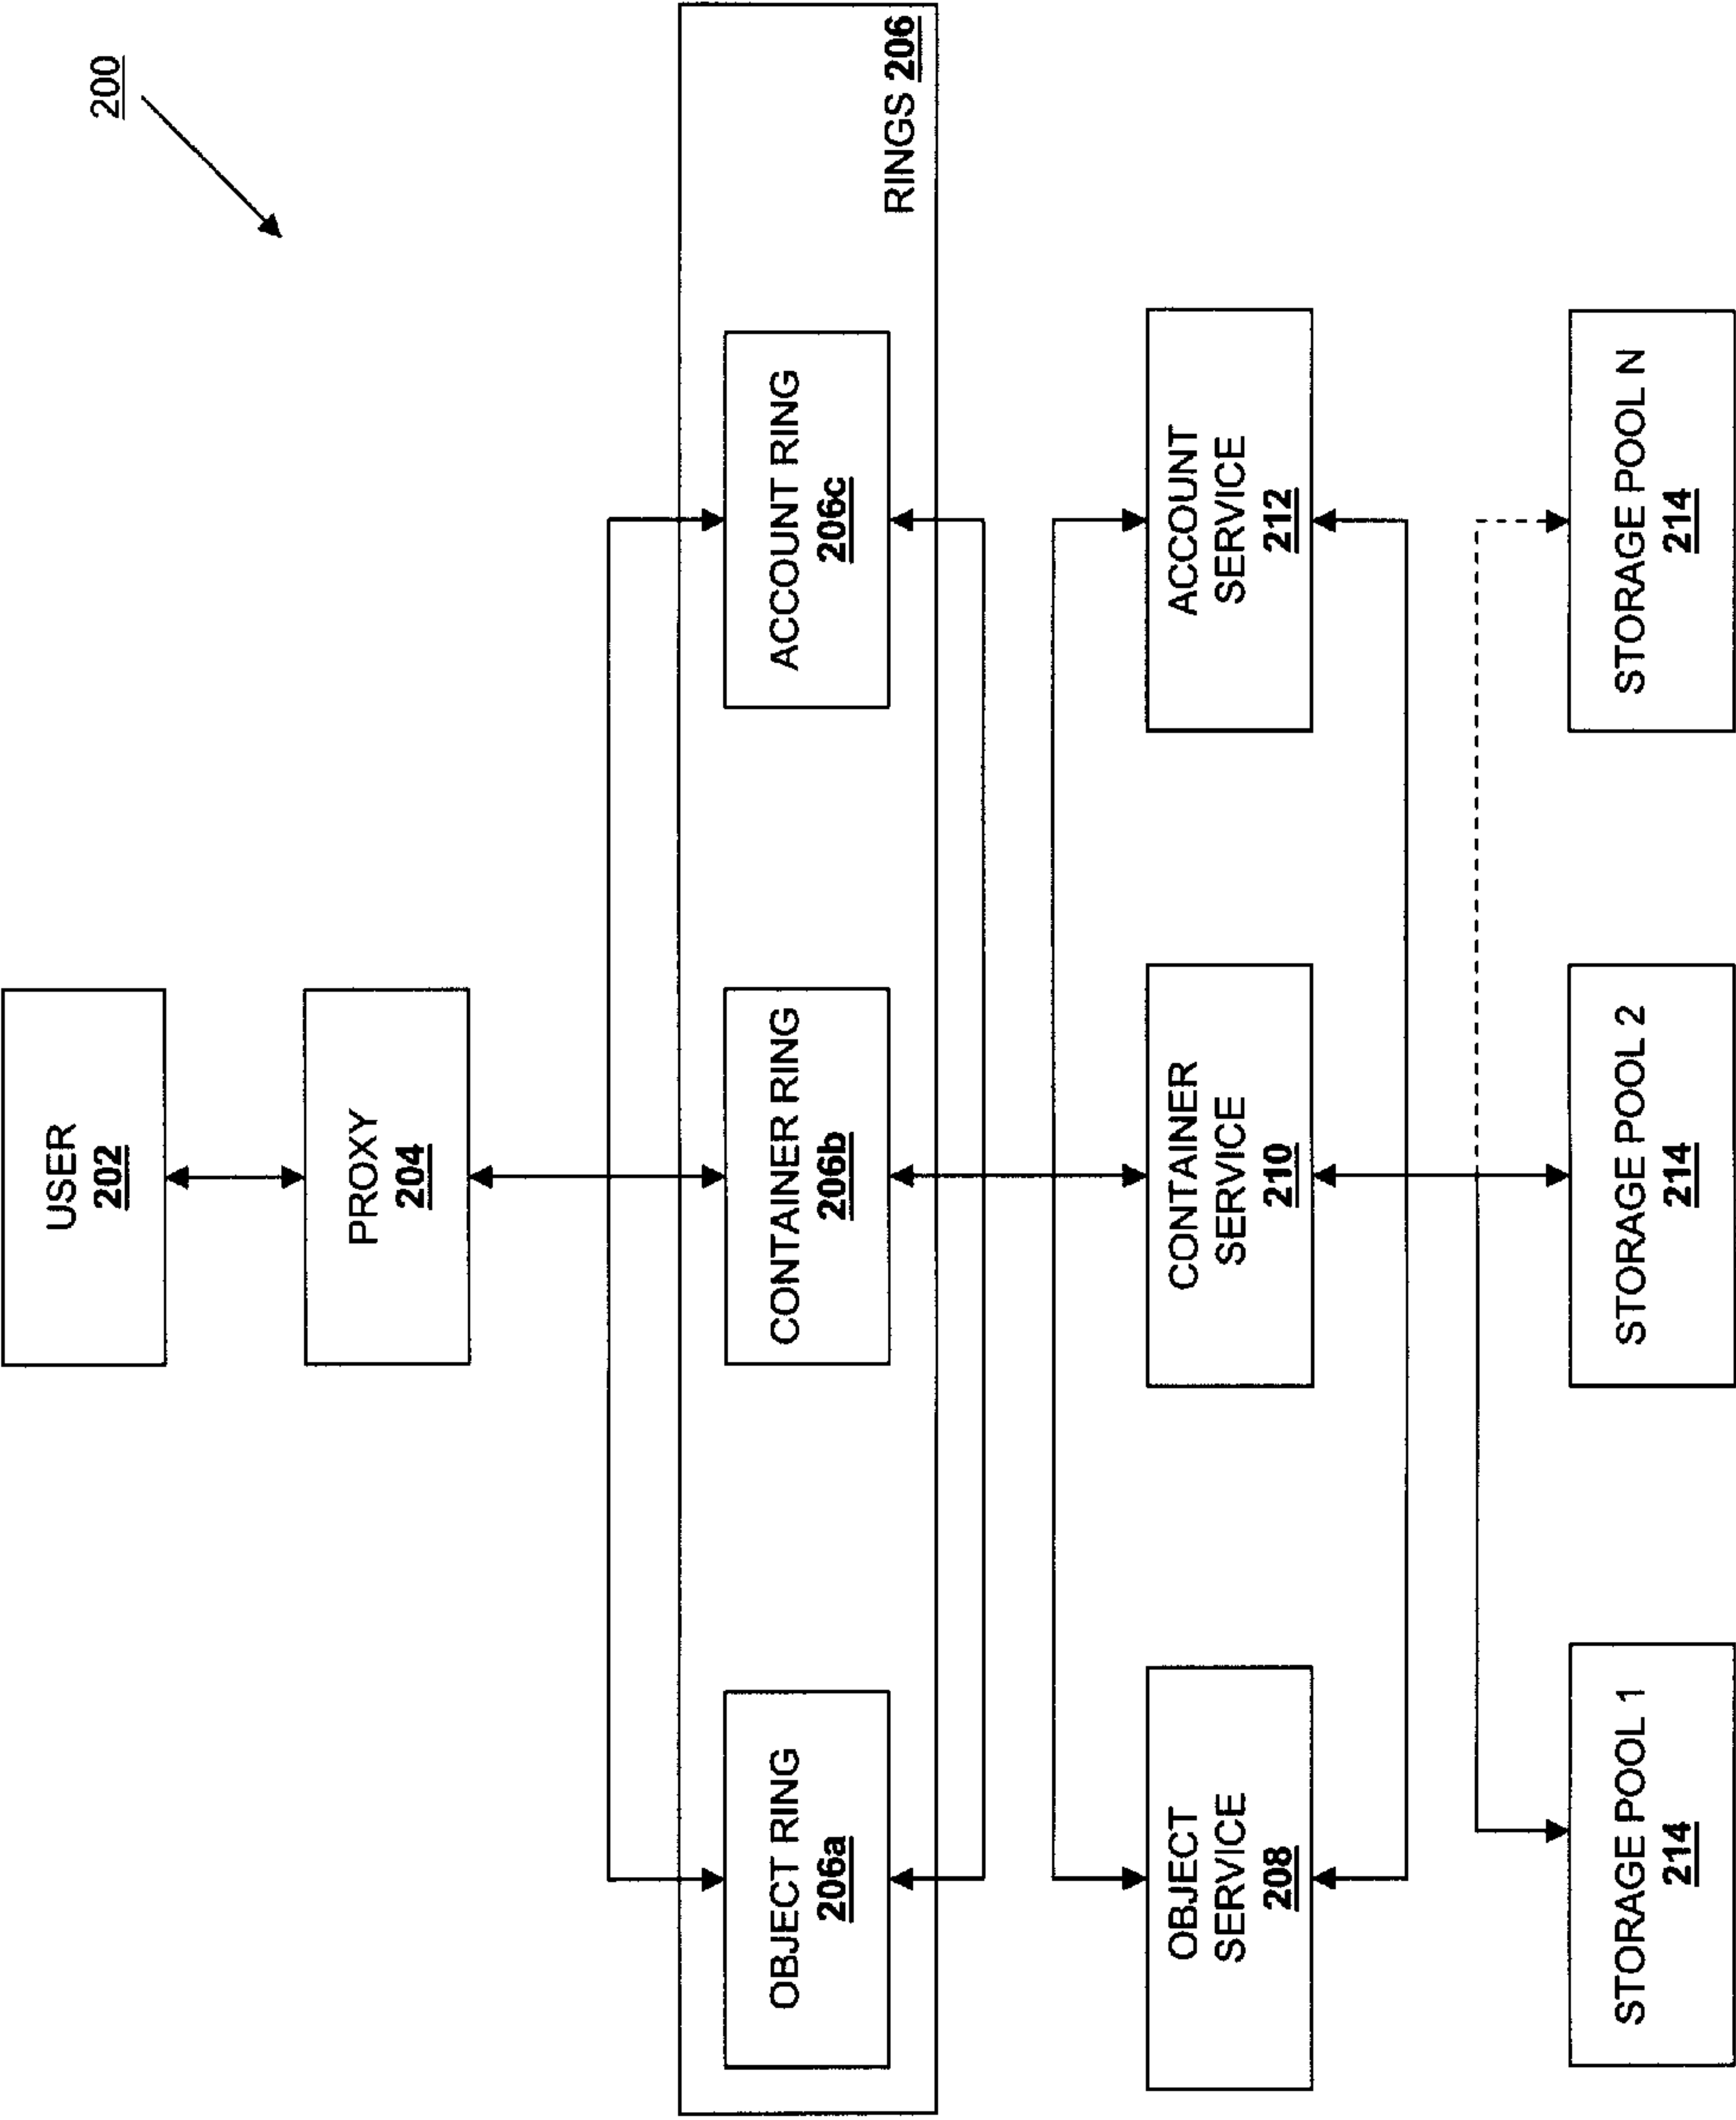 200
USER
202
PROXY
204
RINGS 206
OBJECT RING
206a
CONTAINER RING
206b
ACCOUNT RING
206c
OBJECT
SERVICE
208
CONTAINER
SERVICE
210
ACCOUNT
SERVICE
212
STORAGE POOL 1
214
STORAGE POOL 2
214
STORAGE POOL N
214